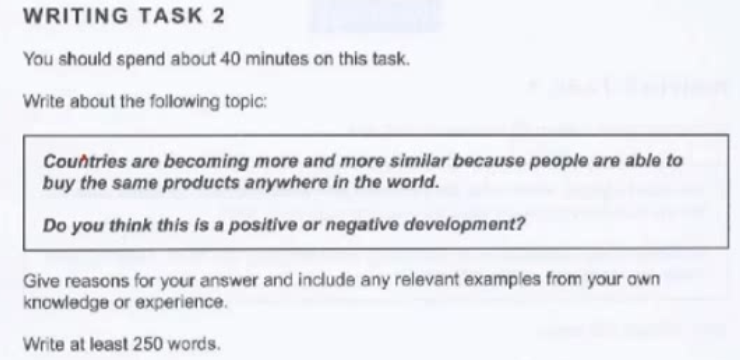 WRITING TASK 2
You should spend about 40 minutes on this task.
Write about the following topic:
Countries are becoming more and more similar because people are able to
buy the same products anywhere in the world.
Do you think this is a positive or negative development?
Give reasons for your answer and include any relevant examples from your own
knowledge or experience.
Write at least 250 words.